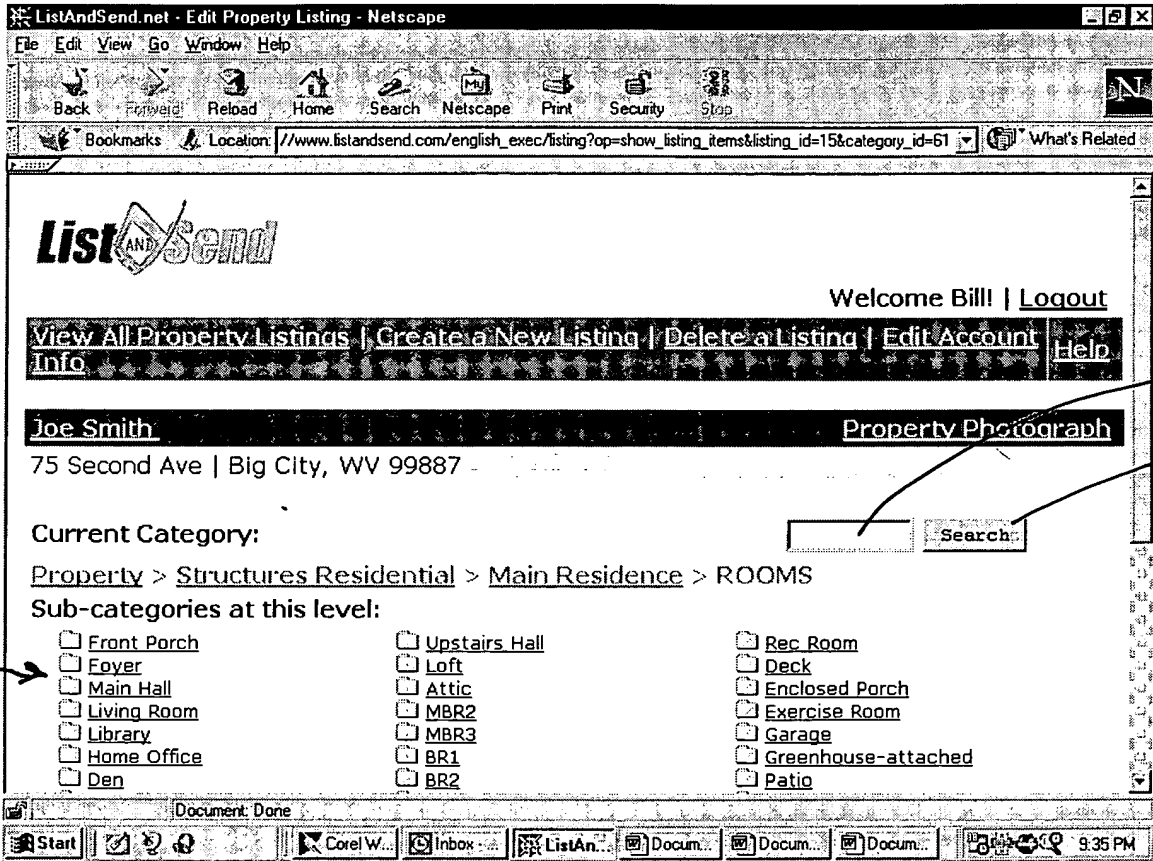 ListAndSend.net - Edit Property Listing - Netscape
File Edit View Go Window Help
Back Forward Reload Home Search Netscape Print Security Stop
My
N
Bookmarks Location: //www.listandsend.com/english_exec/listing?op=show_listing_items&listing_id=15&category_id=61 What's Related
List AND Send
Welcome Bill! | Logout
View All Property Listings | Create a New Listing | Delete a Listing | Edit Account Help
Info
Joe Smith Property Photograph
75 Second Ave | Big City, WV 99887
Current Category: Search
Property > Structures Residential > Main Residence > ROOMS
Sub-categories at this level:
Front Porch Upstairs Hall Rec Room
Foyer Loft Deck
Main Hall Attic Enclosed Porch
Living Room MBR2 Exercise Room
Library MBR3 Garage
Home Office BR1 Greenhouse-attached
Den BR2 Patio
Document: Done
Start Corel W... Inbox - ... ListAn... Docum... Docum... Docum... 9:35 PM